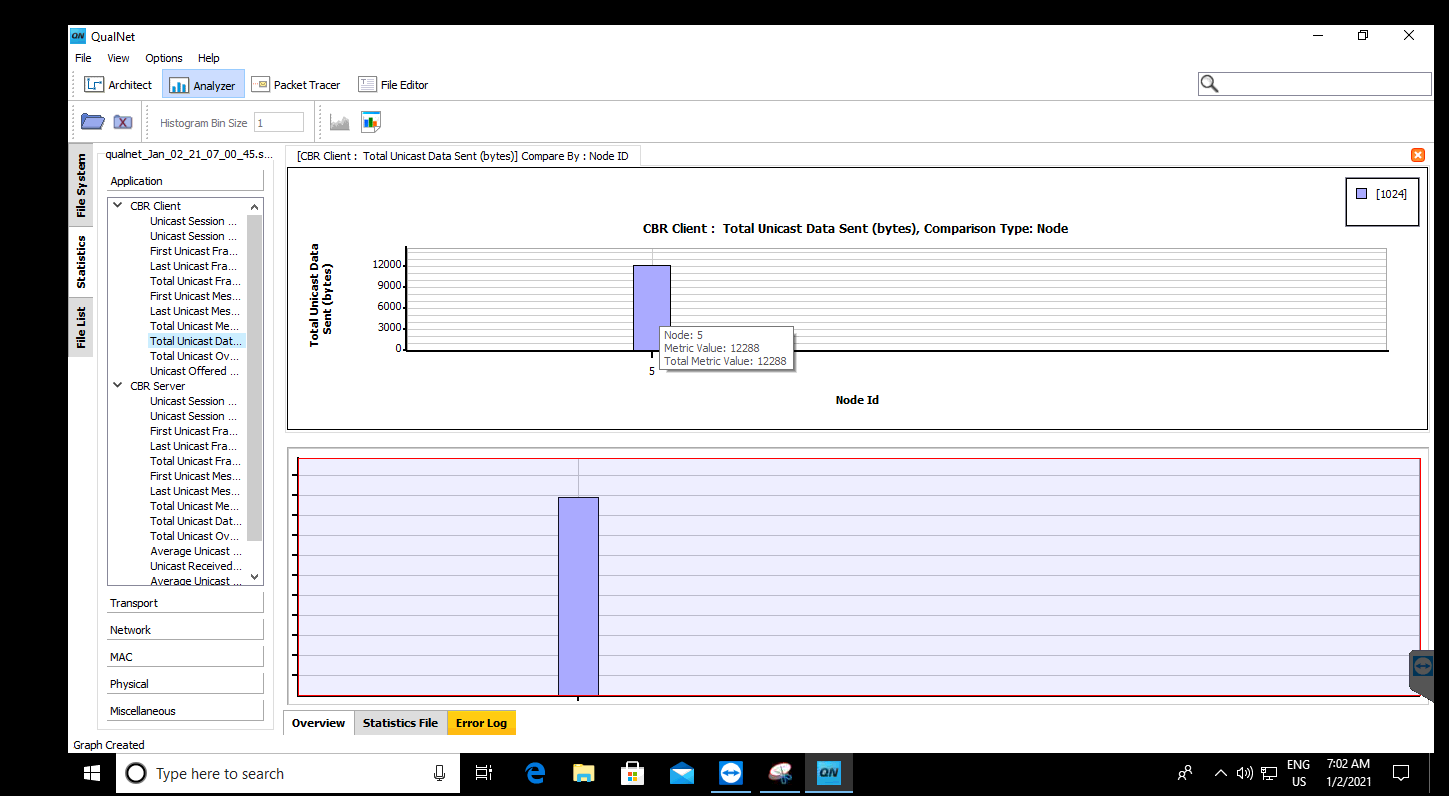 QN QualNet
File View Options Help
Architect Analyzer Packet Tracer File Editor
Histogram Bin Size 1
File System
Statistics
File List
qualnet_Jan_02_21_07_00_45.s...
Application
CBR Client
Unicast Session ...
Unicast Session ...
First Unicast Fra...
Last Unicast Fra...
Total Unicast Fra...
First Unicast Mes...
Last Unicast Mes...
Total Unicast Me...
Total Unicast Dat...
Total Unicast Ov...
Unicast Offered ...
CBR Server
Unicast Session ...
Unicast Session ...
First Unicast Fra...
Last Unicast Fra...
Total Unicast Fra...
First Unicast Mes...
Last Unicast Mes...
Total Unicast Me...
Total Unicast Dat...
Total Unicast Ov...
Average Unicast ...
Unicast Received...
Average Unicast ...
Transport
Network
MAC
Physical
Miscellaneous
[CBR Client : Total Unicast Data Sent (bytes)] Compare By : Node ID
[1024]
CBR Client : Total Unicast Data Sent (bytes), Comparison Type: Node
Total Unicast Data
Sent (bytes)
12000
9000
6000
3000
0
Node: 5
Metric Value: 12288
Total Metric Value: 12288
5
Node Id
Overview Statistics File Error Log
Graph Created
Type here to search
QN
ENG
US
7:02 AM
1/2/2021